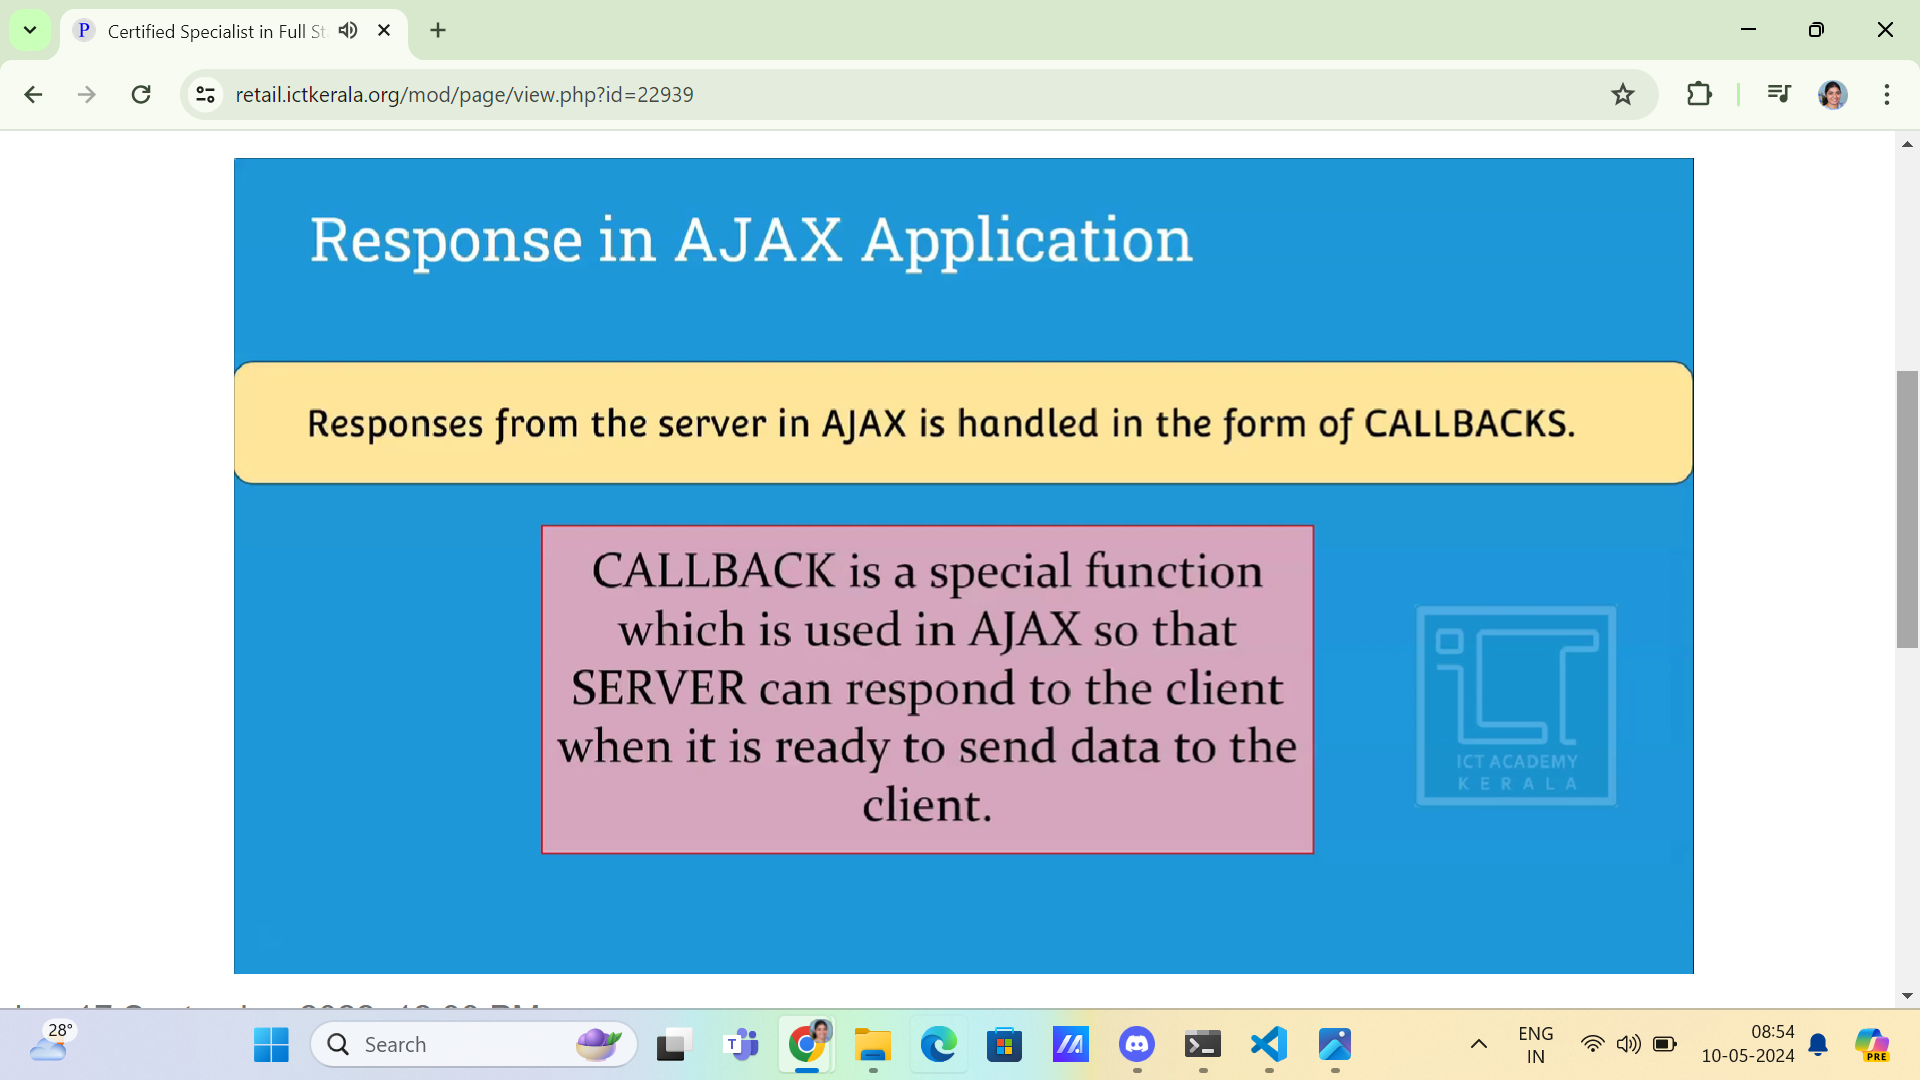 Certified Specialist in Full St
retail.ictkerala.org/mod/page/view.php?id=22939
Response in AJAX Application
Responses from the server in AJAX is handled in the form of CALLBACKS.
CALLBACK is a special function
which is used in AJAX so that
SERVER can respond to the client
when it is ready to send data to the
client.
ICT ACADEMY
KERALA
28°
Search
ENG
IN
08:54
10-05-2024
PRE